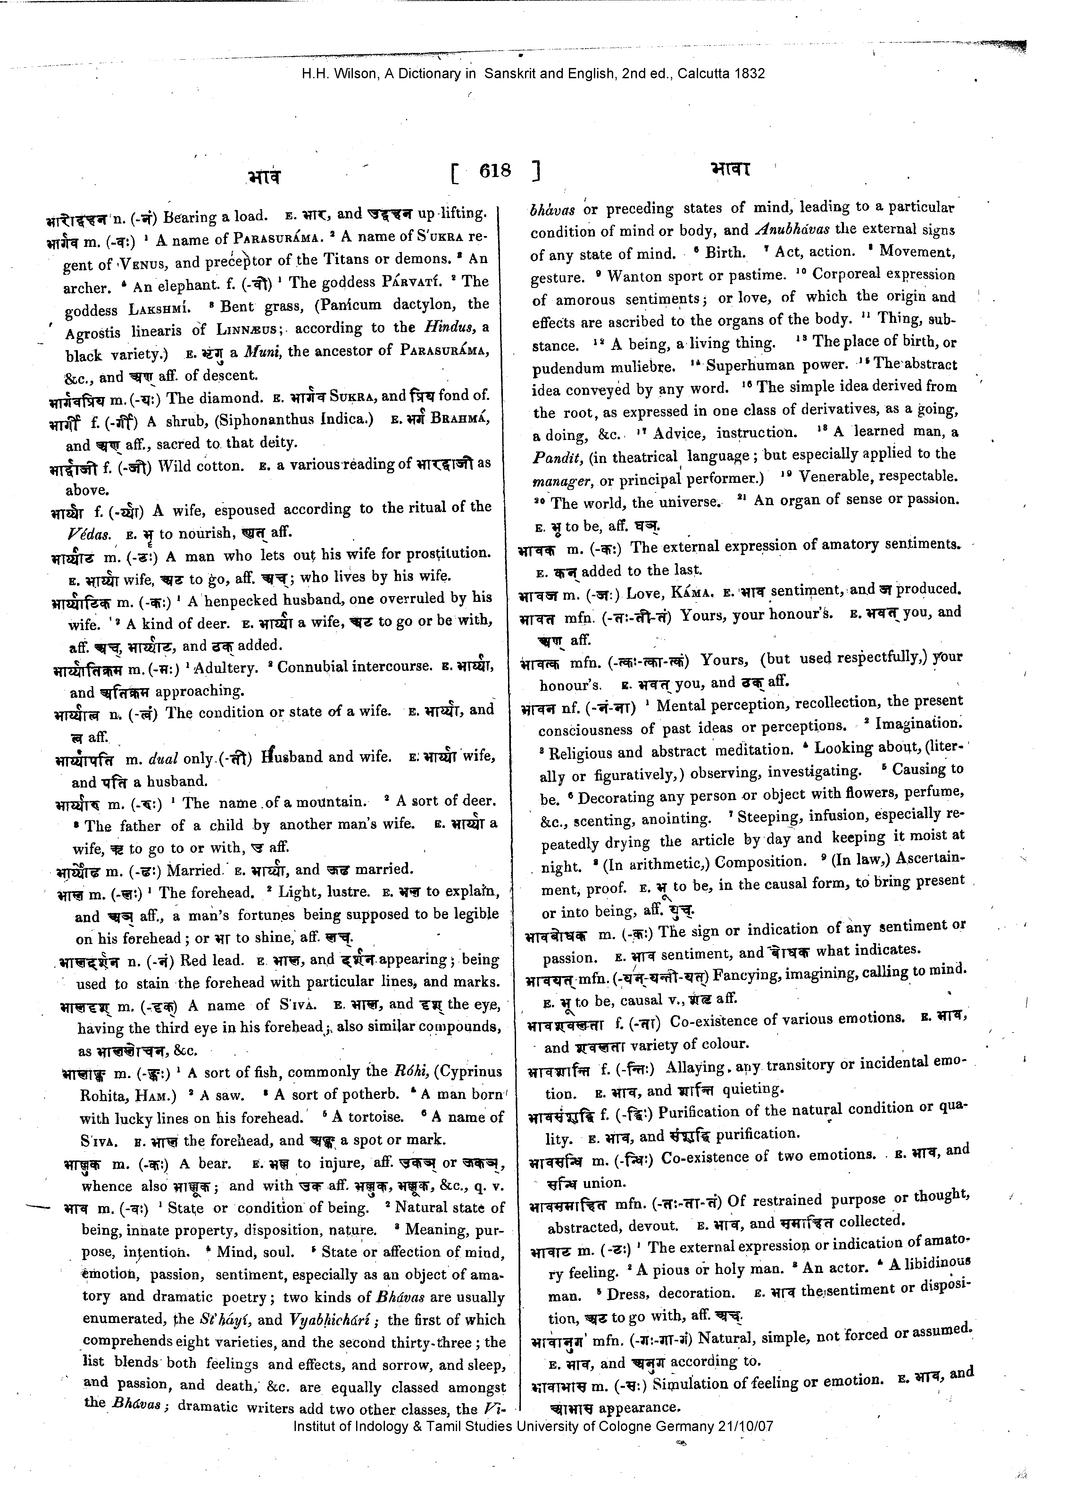 H.H. Wilson, A Dictionary in Sanskrit and English, 2nd ed., Calcutta 1832
भाव
[ 618 ]
भावा
भारोद्वहन n. (-नं) Bearing a load. E. भार, and उद्वहन up-lifting.
भार्गव m. (-वः) ¹ A name of PARASURÁMA. ² A name of S'UKRA re-
gent of VENUS, and preceptor of the Titans or demons. ³ An
archer. ⁴ An elephant. f. (-वी) ¹ The goddess PÁRVATÍ. ² The
goddess LAKSHMÍ. ³ Bent grass, (Panicum dactylon, the
Agrostis linearis of LINNÆUS; according to the Hindus, a
black variety.) E. भृगु a Muni, the ancestor of PARASURÁMA,
&c., and अण् aff. of descent.
भार्गवप्रिय m. (-यः) The diamond. E. भार्गव SUKRA, and प्रिय fond of.
भार्गी f. (-र्गी) A shrub, (Siphonanthus Indica.) E. भर्ग BRAHMÁ,
and अण् aff., sacred to that deity.
भार्द्वाजी f. (-जी) Wild cotton. E. a various reading of भारद्वाजी as
above.
भार्य्या f. (-र्य्या) A wife, espoused according to the ritual of the
Védas. E. भृ to nourish, ण्यत् aff.
भार्य्याट m. (-टः) A man who lets out his wife for prostitution.
E. भार्य्या wife, अट to go, aff. अच्; who lives by his wife.
भार्य्याटिक m. (-कः) ¹ A henpecked husband, one overruled by his
wife. ² A kind of deer. E. भार्य्या a wife, अट to go or be with,
aff. अच्, भार्य्याट, and ठक् added.
भार्य्यातिक्रम m. (-मः) ¹ Adultery. ² Connubial intercourse. E. भार्य्या,
and अतिक्रम approaching.
भार्य्यात्व n. (-त्वं) The condition or state of a wife. E. भार्य्या, and
त्व aff.
भार्य्यापति m. dual only. (-ती) Husband and wife. E. भार्य्या wife,
and पति a husband.
भार्य्यारु m. (-रुः) ¹ The name of a mountain. ² A sort of deer.
³ The father of a child by another man's wife. E. भार्य्या a
wife, ऋ to go to or with, उ aff.
भार्य्योढ m. (-ढः) Married. E. भार्य्या, and ऊढ married.
भाल m. (-लः) ¹ The forehead. ² Light, lustre. E. भल to explain,
and अञ् aff., a man's fortunes being supposed to be legible
on his forehead; or भा to shine, aff. लच्.
भालदर्शन n. (-नं) Red lead. E. भाल, and दर्शन appearing; being
used to stain the forehead with particular lines, and marks.
भालदृश् m. (-दृक्) A name of S'IVA. E. भाल, and दृश् the eye,
having the third eye in his forehead; also similar compounds,
as भाललोचन, &c.
भालाङ्क m. (-ङ्कः) ¹ A sort of fish, commonly the Róhi, (Cyprinus
Rohita, HAM.) ² A saw. ³ A sort of potherb. ⁴ A man born
with lucky lines on his forehead. ⁵ A tortoise. ⁶ A name of
S'IVA. E. भाल the forehead, and अङ्क a spot or mark.
भालुक m. (-कः) A bear. E. भल to injure, aff. उकञ् or ऊकञ्,
whence also भालूक; and with उक aff. भलुक, भलूक, &c., q. v.
भाव m. (-वः) ¹ State or condition of being. ² Natural state of
being, innate property, disposition, nature. ³ Meaning, pur-
pose, intention. ⁴ Mind, soul. ⁵ State or affection of mind,
emotion, passion, sentiment, especially as an object of ama-
tory and dramatic poetry; two kinds of Bhávas are usually
enumerated, the St'háyí, and Vyabhichárí; the first of which
comprehends eight varieties, and the second thirty-three; the
list blends both feelings and effects, and sorrow, and sleep,
and passion, and death, &c. are equally classed amongst
the Bhávas; dramatic writers add two other classes, the Vi-
bhávas or preceding states of mind, leading to a particular
condition of mind or body, and Anubhávas the external signs
of any state of mind. ⁶ Birth. ⁷ Act, action. ⁸ Movement,
gesture. ⁹ Wanton sport or pastime. ¹⁰ Corporeal expression
of amorous sentiments; or love, of which the origin and
effects are ascribed to the organs of the body. ¹¹ Thing, sub-
stance. ¹² A being, a living thing. ¹³ The place of birth, or
pudendum muliebre. ¹⁴ Superhuman power. ¹⁵ The abstract
idea conveyed by any word. ¹⁶ The simple idea derived from
the root, as expressed in one class of derivatives, as a going,
a doing, &c. ¹⁷ Advice, instruction. ¹⁸ A learned man, a
Pandit, (in theatrical language; but especially applied to the
manager, or principal performer.) ¹⁹ Venerable, respectable.
²⁰ The world, the universe. ²¹ An organ of sense or passion.
E. भू to be, aff. घञ्.
भावक m. (-कः) The external expression of amatory sentiments.
E. कन् added to the last.
भावज m. (-जः) Love, KÁMA. E. भाव sentiment, and ज produced.
भावत mfn. (-तः-ती-तं) Yours, your honour's. E. भवत् you, and
अण् aff.
भावत्क mfn. (-त्कः-त्का-त्कं) Yours, (but used respectfully,) your
honour's. E. भवत् you, and ठक् aff.
भावन nf. (-नं-ना) ¹ Mental perception, recollection, the present
consciousness of past ideas or perceptions. ² Imagination.
³ Religious and abstract meditation. ⁴ Looking about, (liter-
ally or figuratively,) observing, investigating. ⁵ Causing to
be. ⁶ Decorating any person or object with flowers, perfume,
&c., scenting, anointing. ⁷ Steeping, infusion, especially re-
peatedly drying the article by day and keeping it moist at
night. ⁸ (In arithmetic,) Composition. ⁹ (In law,) Ascertain-
ment, proof. E. भू to be, in the causal form, to bring present
or into being, aff. युच्.
भावबोधक m. (-कः) The sign or indication of any sentiment or
passion. E. भाव sentiment, and बोधक what indicates.
भावयत् mfn. (-यन्-यन्ती-यत्) Fancying, imagining, calling to mind.
E. भू to be, causal v., शतृ aff.
भावशवलता f. (-ता) Co-existence of various emotions. E. भाव,
and शवलता variety of colour.
भावशान्ति f. (-न्तिः) Allaying, any transitory or incidental emo-
tion. E. भाव, and शान्ति quieting.
भावसंशुद्धि f. (-द्धिः) Purification of the natural condition or qua-
lity. E. भाव, and संशुद्धि purification.
भावसन्धि m. (-न्धिः) Co-existence of two emotions. E. भाव, and
सन्धि union.
भावसमाहित mfn. (-तः-ता-तं) Of restrained purpose or thought,
abstracted, devout. E. भाव, and समाहित collected.
भावाट m. (-टः) ¹ The external expression or indication of amato-
ry feeling. ² A pious or holy man. ³ An actor. ⁴ A libidinous
man. ⁵ Dress, decoration. E. भाव the sentiment or disposi-
tion, अट to go with, aff. अच्.
भावानुग mfn. (-गः-गा-गं) Natural, simple, not forced or assumed.
E. भाव, and अनुग according to.
भावाभास m. (-सः) Simulation of feeling or emotion. E. भाव, and
आभास appearance.
Institut of Indology & Tamil Studies University of Cologne Germany 21/10/07